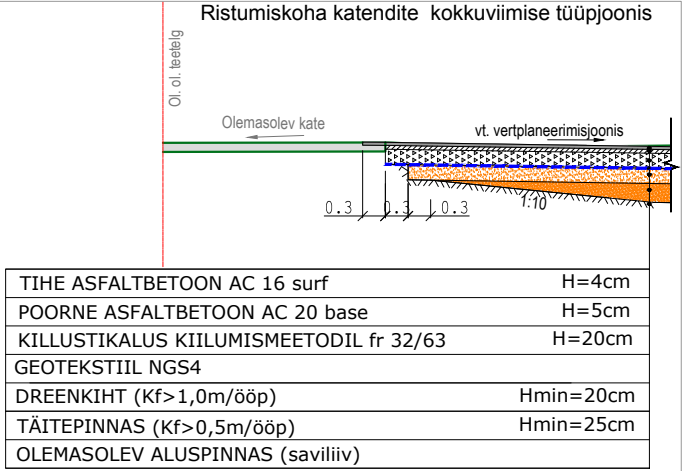 Ristumiskoha katendite kokkuviimise tüüpjoonis
Ol. ol. teetelg
Olemasolev kate
vt. vertplaneerimisjoonis
0.3 0.3 0.3
1:10
TIHE ASFALTBETOON AC 16 surf H=4cm
POORNE ASFALTBETOON AC 20 base H=5cm
KILLUSTIKALUS KIILUMISMEETODIL fr 32/63 H=20cm
GEOTEKSTIIL NGS4
DREENKIHT (Kf>1,0m/ööp) Hmin=20cm
TÄITEPINNAS (Kf>0,5m/ööp) Hmin=25cm
OLEMASOLEV ALUSPINNAS (saviliiv)